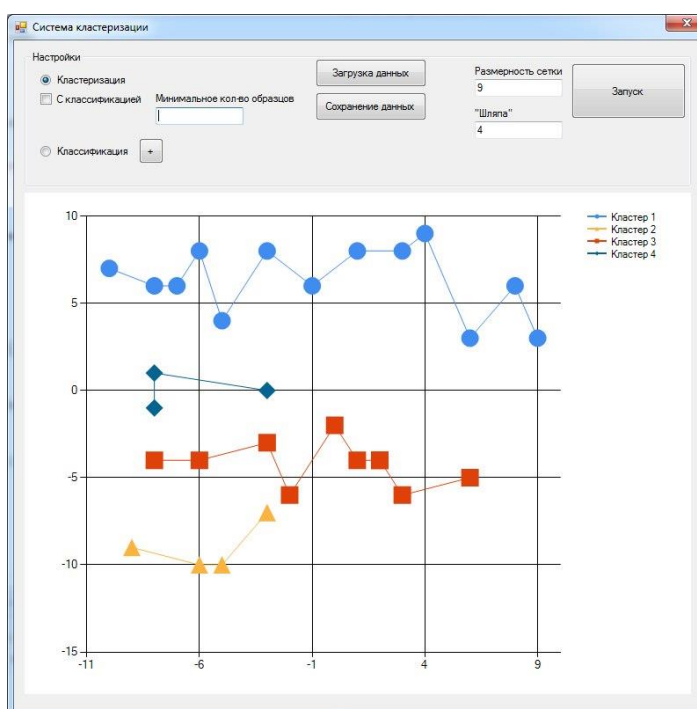 Система кластеризации
Настройки
Кластеризация
С классификацией
Минимальное кол-во образцов
Классификация
+
Загрузка данных
Сохранение данных
Размерность сетки
9
"Шляпа"
4
Запуск
10
5
0
-5
-10
-15
-11
-6
-1
4
9
Кластер 1
Кластер 2
Кластер 3
Кластер 4